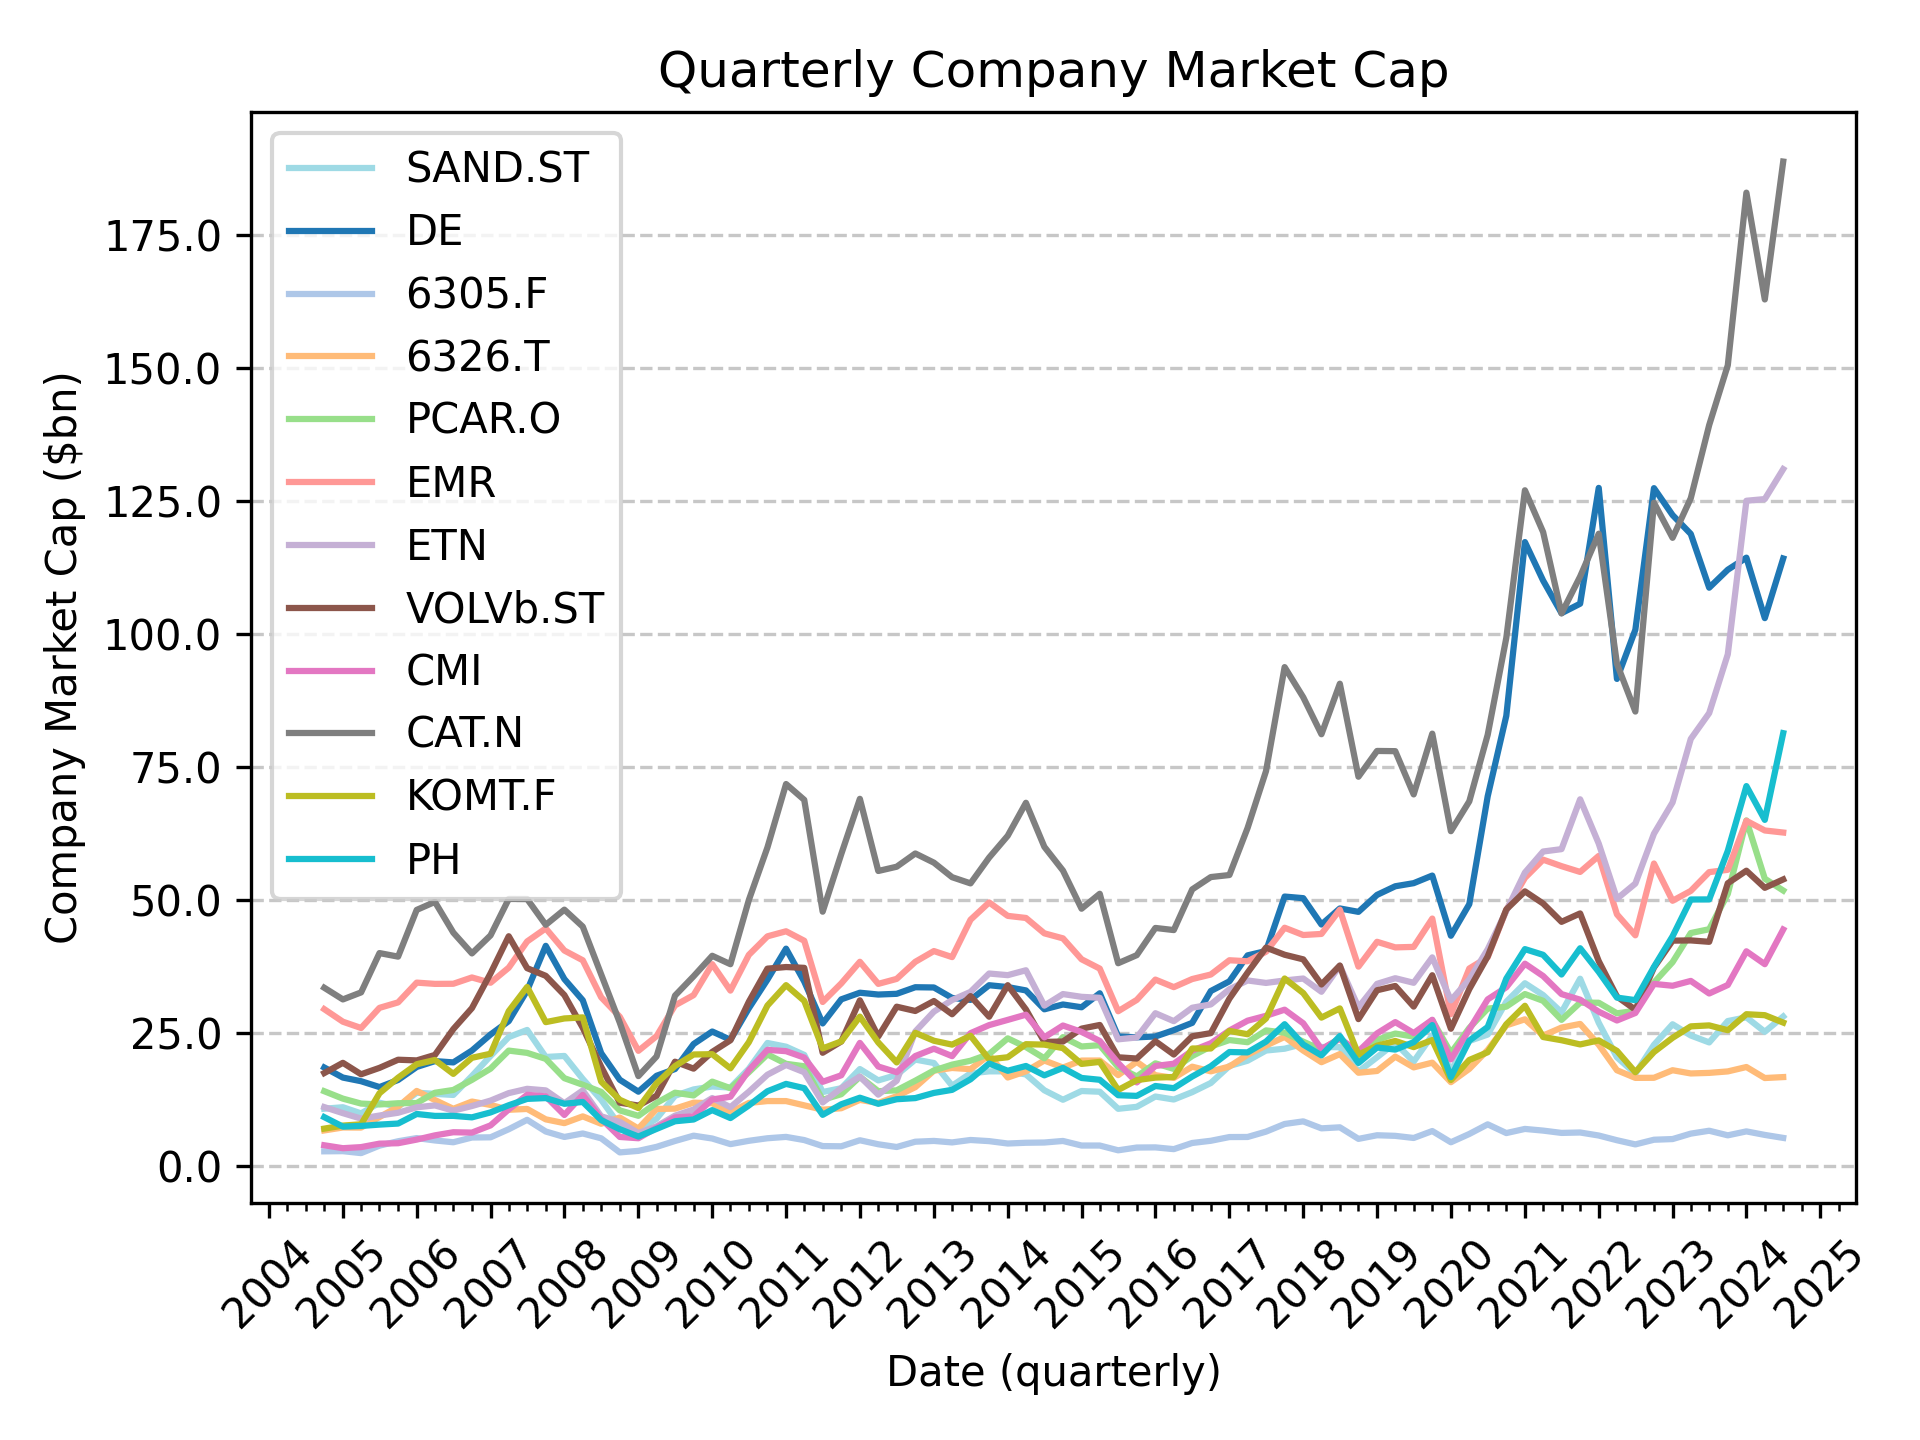 Quarterly Company Market Cap
SAND.ST
DE
6305.F
6326.T
PCAR.O
EMR
ETN
VOLVb.ST
CMI
CAT.N
KOMT.F
PH
175.0
150.0
125.0
100.0
75.0
50.0
25.0
0.0
Company Market Cap ($bn)
2004 2005 2006 2007 2008 2009 2010 2011 2012 2013 2014 2015 2016 2017 2018 2019 2020 2021 2022 2023 2024 2025
Date (quarterly)